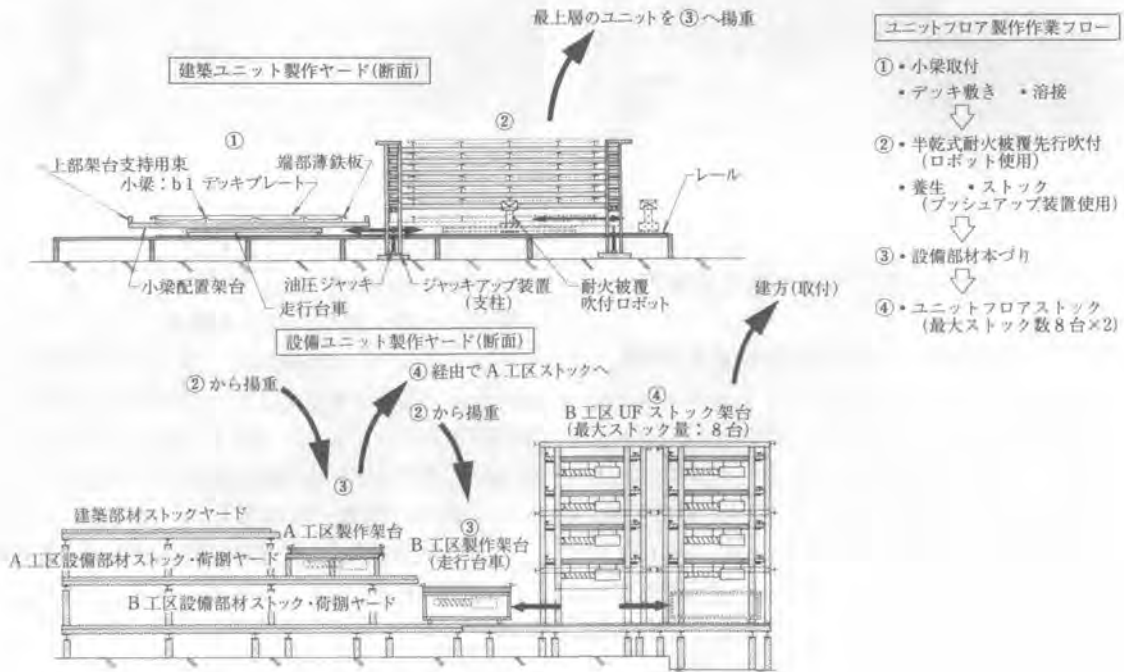 最上層のユニットを③へ揚重
建築ユニット製作ヤード(断面)
①
②
上部架台支持用束
端部薄鉄板
小梁：b1 デッキプレート
レール
小梁配置架台
油圧ジャッキ
ジャッキアップ装置
(支柱)
耐火被覆
吹付ロボット
走行台車
建方(取付)
設備ユニット製作ヤード(断面)
②から揚重
④経由でA工区ストックへ
②から揚重
④
B工区UFストック架台
(最大ストック量：8台)
③
③
建築部材ストックヤード
A工区製作架台
B工区製作架台
(走行台車)
A工区設備部材ストック・荷捌ヤード
B工区設備部材ストック・荷捌ヤード
ユニットフロア製作作業フロー
①・小梁取付
・デッキ敷き ・溶接
②・半乾式耐火被覆先行吹付
(ロボット使用)
・養生 ・ストック
(プッシュアップ装置使用)
③・設備部材本づり
④・ユニットフロアストック
(最大ストック数8台×2)